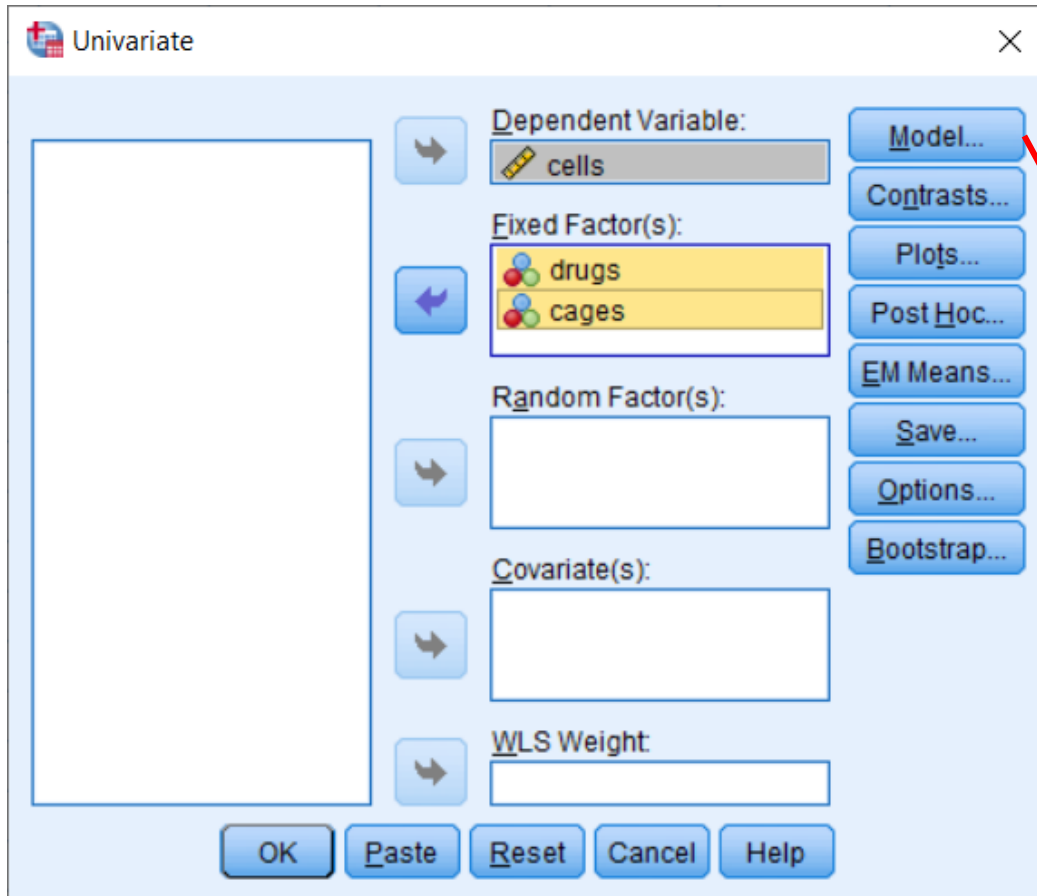 Univariate
Dependent Variable:
cells
Fixed Factor(s):
drugs
cages
Random Factor(s):
Covariate(s):
WLS Weight:
Model...
Contrasts...
Plots...
Post Hoc...
EM Means...
Save...
Options...
Bootstrap...
OK
Paste
Reset
Cancel
Help